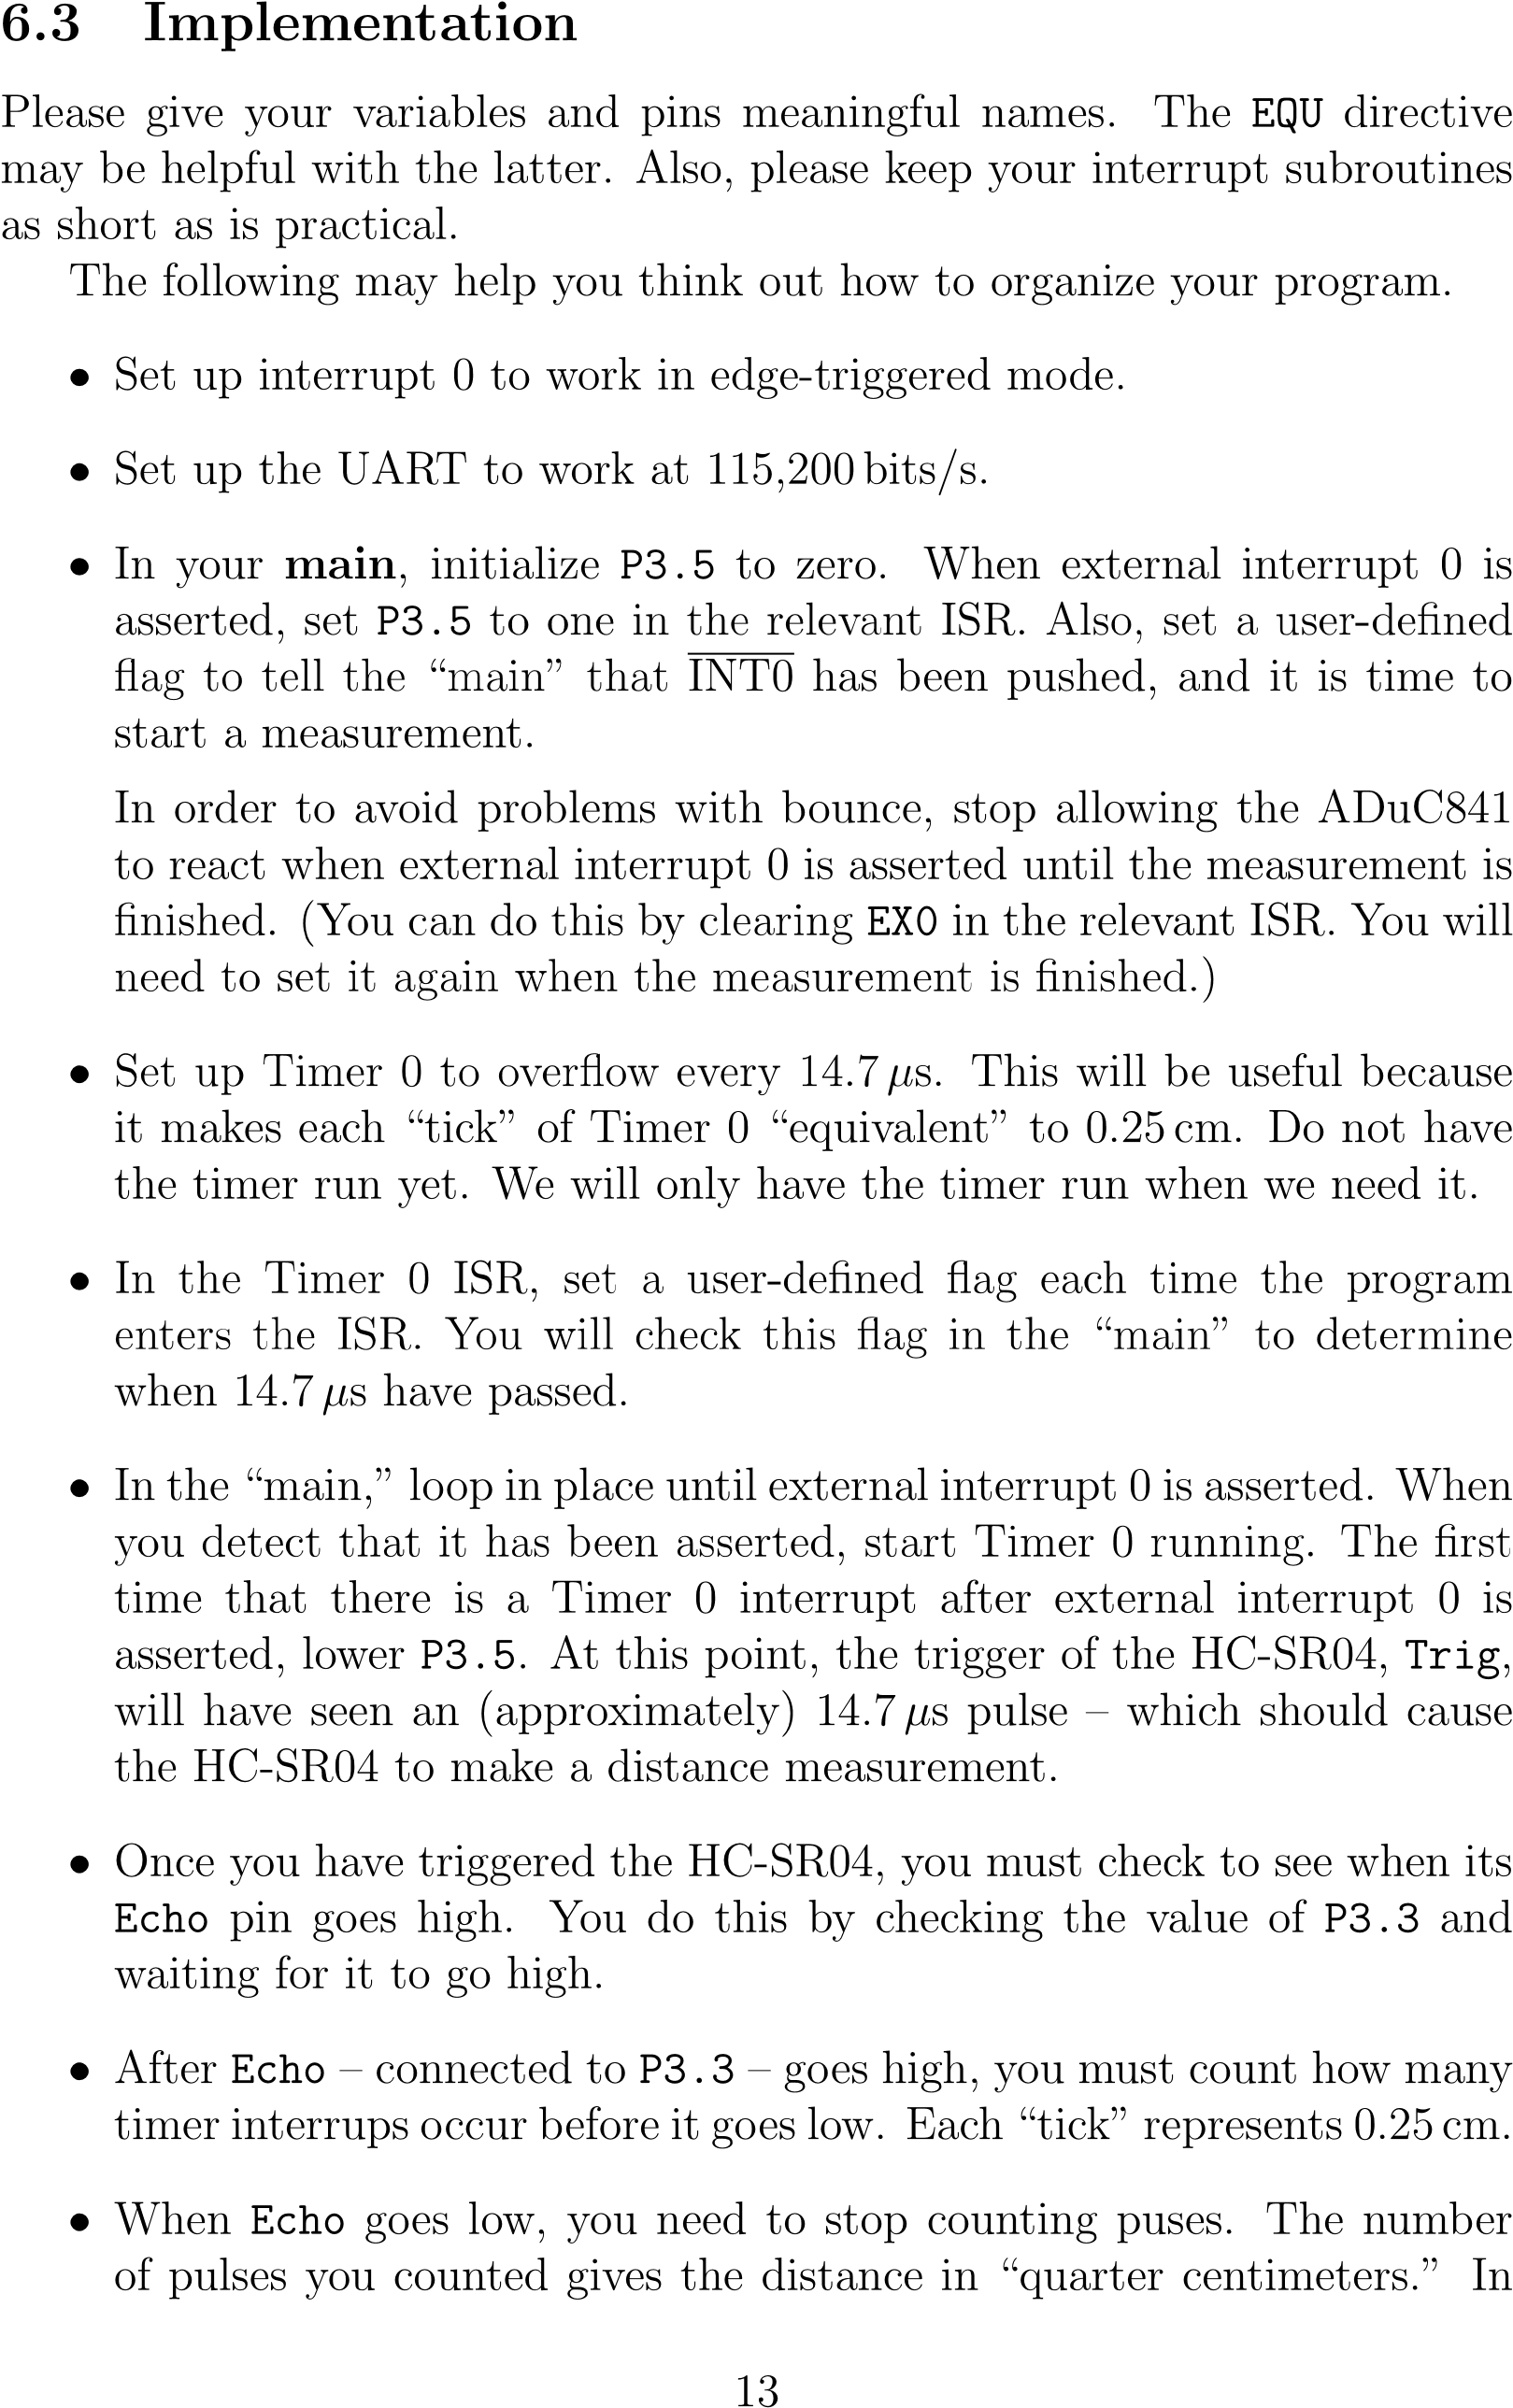 6.3 Implementation
Please give your variables and pins meaningful names. The EQU directive
may be helpful with the latter. Also, please keep your interrupt subroutines
as short as is practical.
The following may help you think out how to organize your program.
• Set up interrupt 0 to work in edge-triggered mode.
• Set up the UART to work at 115,200 bits/s.
• In your main, initialize P3.5 to zero. When external interrupt 0 is
asserted, set P3.5 to one in the relevant ISR. Also, set a user-defined
flag to tell the “main” that I̅N̅T̅0̅ has been pushed, and it is time to
start a measurement.
In order to avoid problems with bounce, stop allowing the ADuC841
to react when external interrupt 0 is asserted until the measurement is
finished. (You can do this by clearing EX0 in the relevant ISR. You will
need to set it again when the measurement is finished.)
• Set up Timer 0 to overflow every 14.7 μs. This will be useful because
it makes each “tick” of Timer 0 “equivalent” to 0.25 cm. Do not have
the timer run yet. We will only have the timer run when we need it.
• In the Timer 0 ISR, set a user-defined flag each time the program
enters the ISR. You will check this flag in the “main” to determine
when 14.7 μs have passed.
• In the “main,” loop in place until external interrupt 0 is asserted. When
you detect that it has been asserted, start Timer 0 running. The first
time that there is a Timer 0 interrupt after external interrupt 0 is
asserted, lower P3.5. At this point, the trigger of the HC-SR04, Trig,
will have seen an (approximately) 14.7 μs pulse – which should cause
the HC-SR04 to make a distance measurement.
• Once you have triggered the HC-SR04, you must check to see when its
Echo pin goes high. You do this by checking the value of P3.3 and
waiting for it to go high.
• After Echo – connected to P3.3 – goes high, you must count how many
timer interrups occur before it goes low. Each “tick” represents 0.25 cm.
• When Echo goes low, you need to stop counting puses. The number
of pulses you counted gives the distance in “quarter centimeters.” In
13